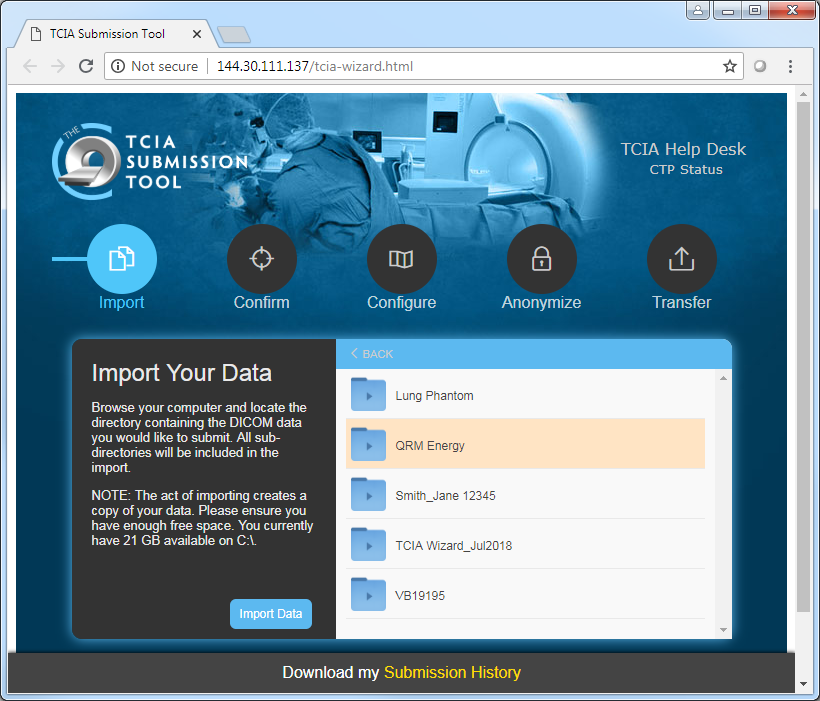 TCIA Submission Tool
Not secure
144.30.111.137/tcia-wizard.html
THE
TCIA
SUBMISSION
TOOL
TCIA Help Desk
CTP Status
Import
Confirm
Configure
Anonymize
Transfer
Import Your Data
Browse your computer and locate the
directory containing the DICOM data
you would like to submit. All sub-
directories will be included in the
import.
NOTE: The act of importing creates a
copy of your data. Please ensure you
have enough free space. You currently
have 21 GB available on C:\.
Import Data
BACK
Lung Phantom
QRM Energy
Smith_Jane 12345
TCIA Wizard_Jul2018
VB19195
Download my Submission History